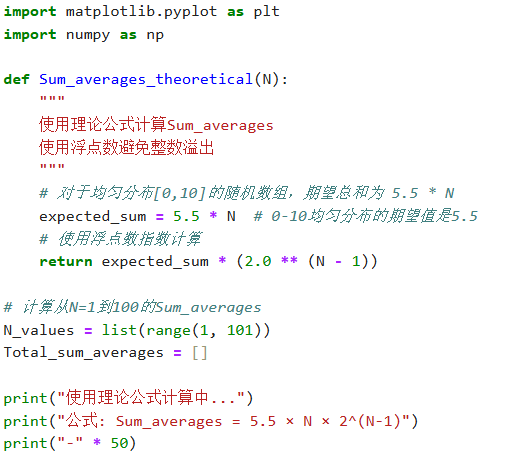 import matplotlib.pyplot as plt
import numpy as np

def Sum_averages_theoretical(N):
    """
    使用理论公式计算Sum_averages
    使用浮点数避免整数溢出
    """
    # 对于均匀分布[0,10]的随机数组，期望总和为 5.5 * N
    expected_sum = 5.5 * N  # 0-10均匀分布的期望值是5.5
    # 使用浮点数指数计算
    return expected_sum * (2.0 ** (N - 1))

# 计算从N=1到100的Sum_averages
N_values = list(range(1, 101))
Total_sum_averages = []

print("使用理论公式计算中...")
print("公式: Sum_averages = 5.5 × N × 2^(N-1)")
print("-" * 50)